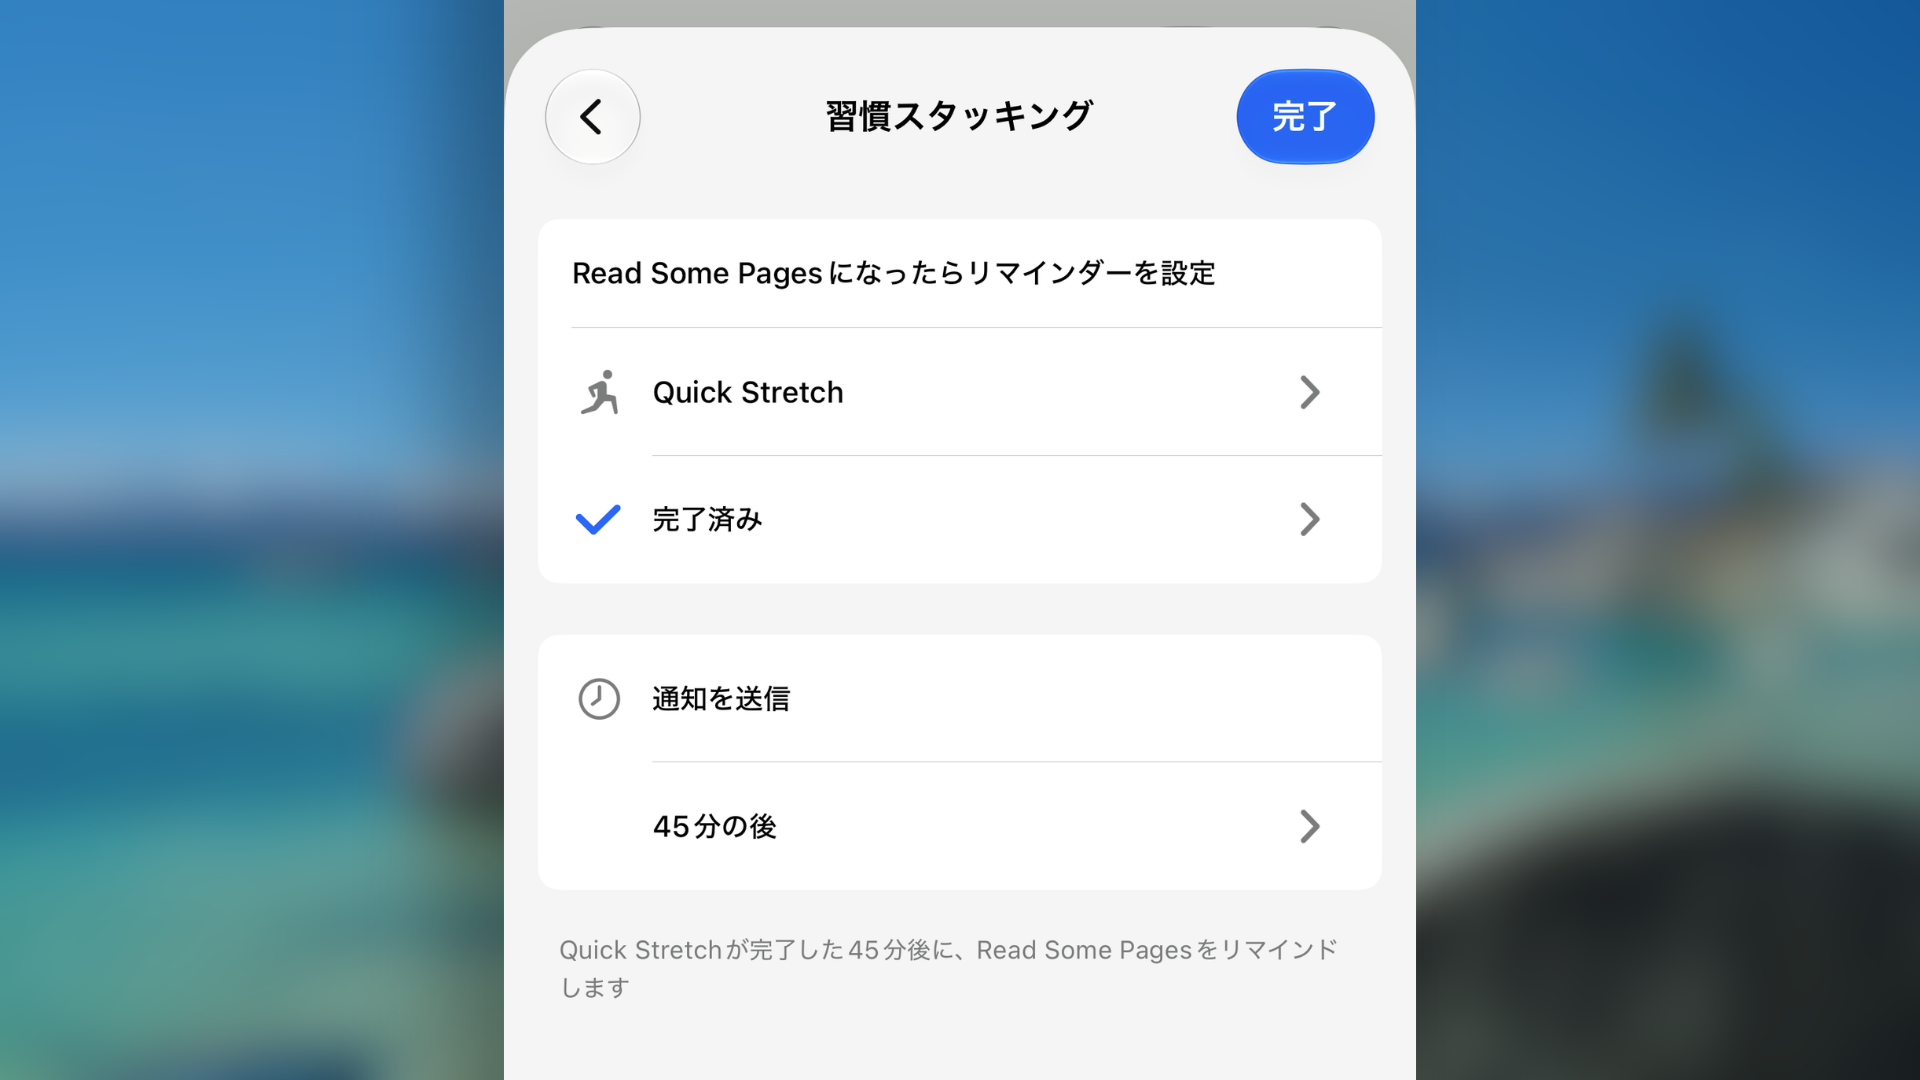 習慣スタッキング
完了
Read Some Pagesになったらリマインダーを設定
Quick Stretch
完了済み
通知を送信
45分の後
Quick Stretchが完了した45分後に、Read Some Pagesをリマインド
します